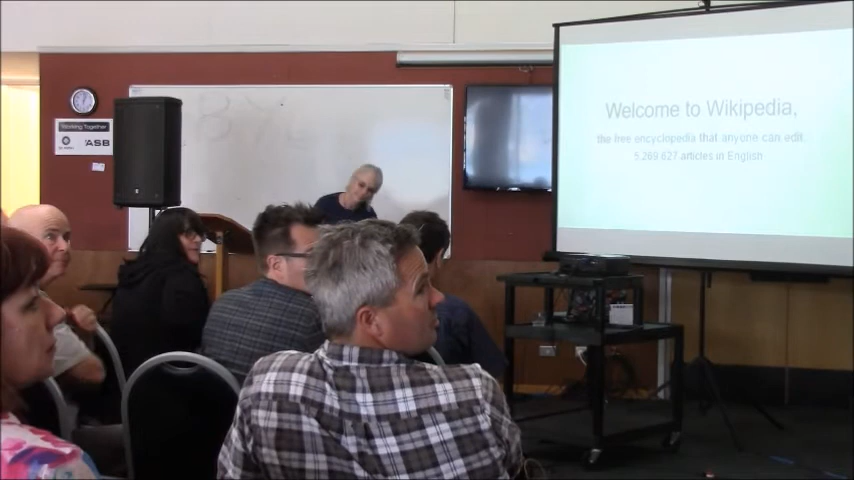 Working Together
ASB
Welcome to Wikipedia,
the free encyclopedia that anyone can edit.
5,269,627 articles in English